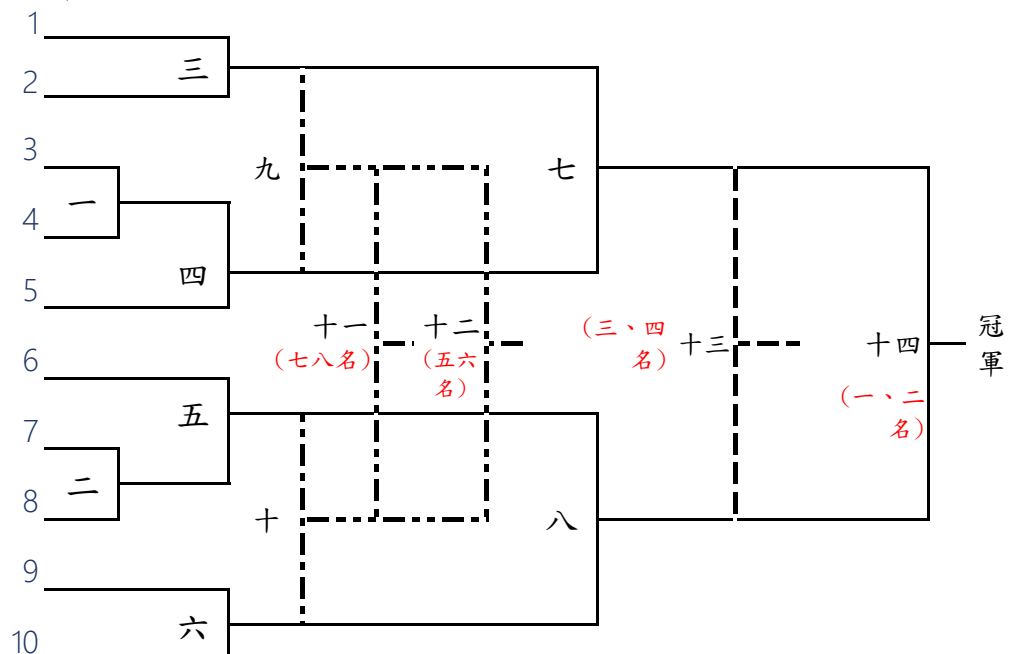 1
三
2
3
九
七
一
4
四
5
十一
(七八名)
十二
(五六
名)
(三、四
名)
十三
十四
(一、二
名)
冠
軍
6
五
7
二
8
十
八
9
六
10